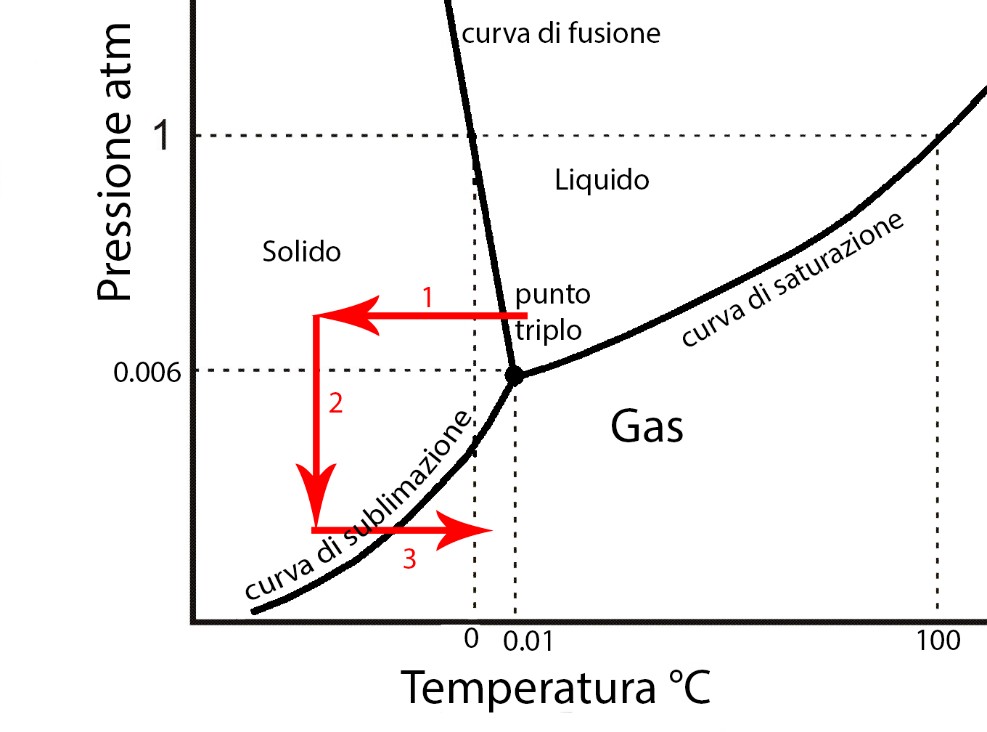 curva di fusione
Pressione atm
1
Liquido
Solido
curva di saturazione
1
punto
triplo
0.006
2
Gas
curva di sublimazione
3
0
0.01
100
Temperatura °C